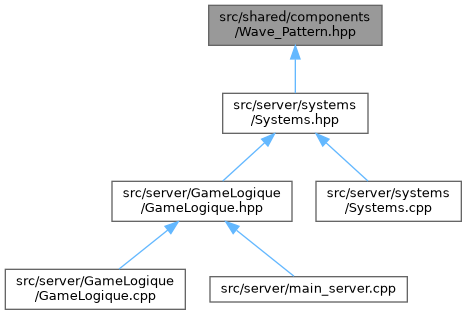 src/shared/components
/Wave_Pattern.hpp
src/server/systems
/Systems.hpp
src/server/GameLogique
/GameLogique.hpp
src/server/systems
/Systems.cpp
src/server/GameLogique
/GameLogique.cpp
src/server/main_server.cpp